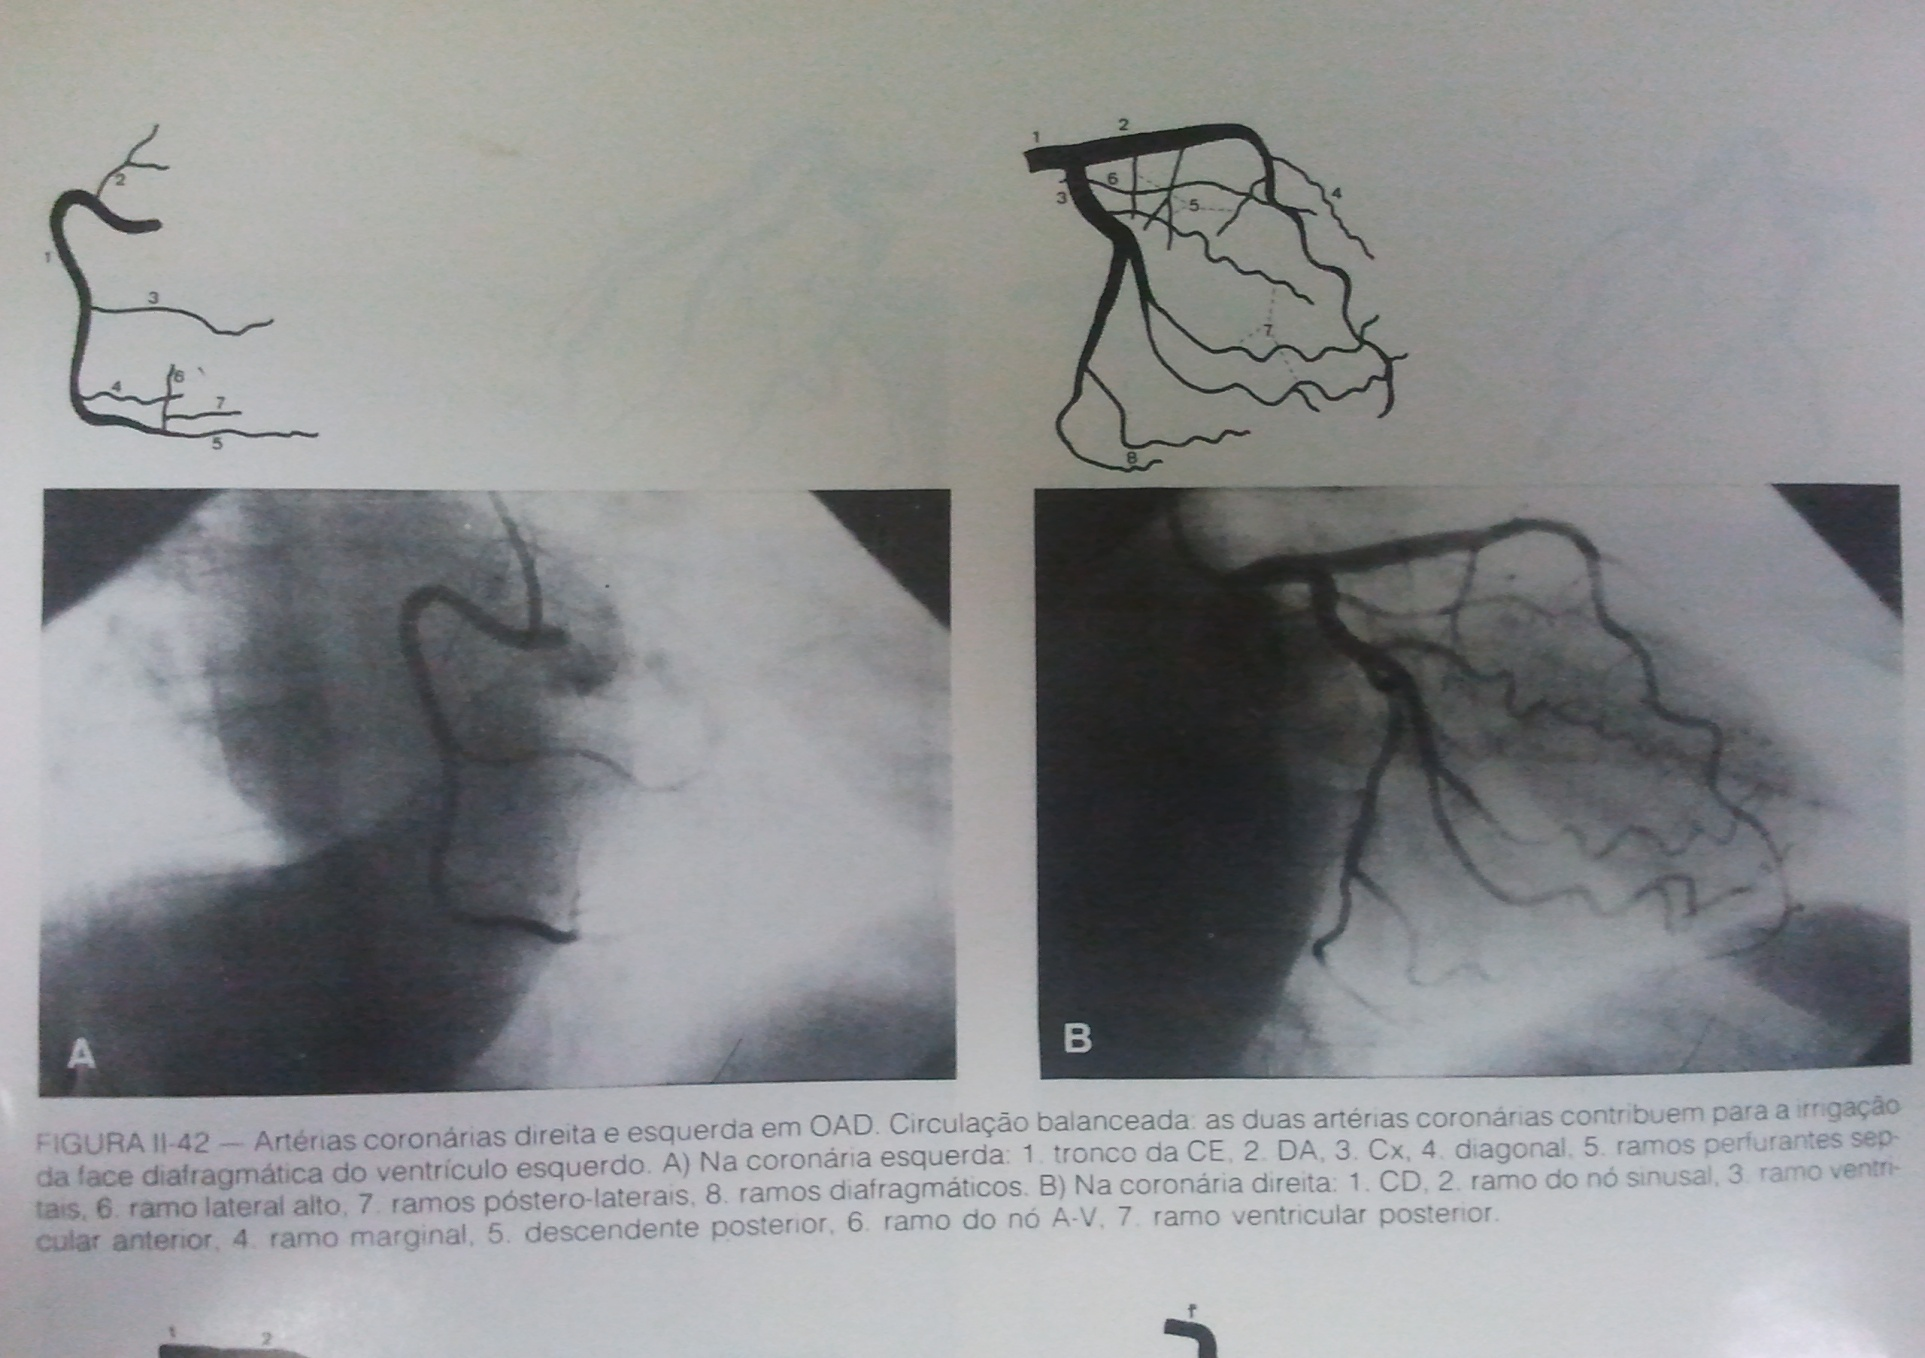 1 2
2 6 4
3 5
1
3
7
6
4
7
5
8
A B
FIGURA II-42 — Artérias coronárias direita e esquerda em OAD. Circulação balanceada: as duas artérias coronárias contribuem para a irrigação
da face diafragmática do ventrículo esquerdo. A) Na coronária esquerda: 1. tronco da CE, 2. DA, 3. Cx, 4. diagonal, 5. ramos perfurantes sep-
tais, 6. ramo lateral alto, 7. ramos póstero-laterais, 8. ramos diafragmáticos. B) Na coronária direita: 1. CD, 2. ramo do nó sinusal, 3. ramo ventri-
cular anterior, 4. ramo marginal, 5. descendente posterior, 6. ramo do nó A-V, 7. ramo ventricular posterior.
1 2